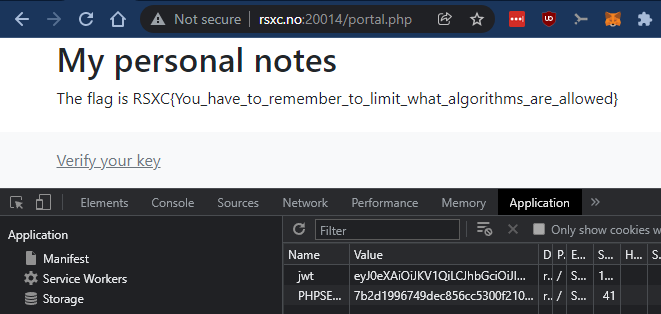 Not secure | rsxc.no:20014/portal.php
My personal notes
The flag is RSXC{You_have_to_remember_to_limit_what_algorithms_are_allowed}
Verify your key
Elements Console Sources Network Performance Memory Application »
Application
Manifest
Service Workers
Storage
Filter Only show cookies w
Name Value D P. E... S... H... S.
jwt eyJ0eXAiOiJKV1QiLCJhbGciOiJI... r... / S... 1...
PHPSE... 7b2d1996749dec856cc5300f210... r... / S... 41